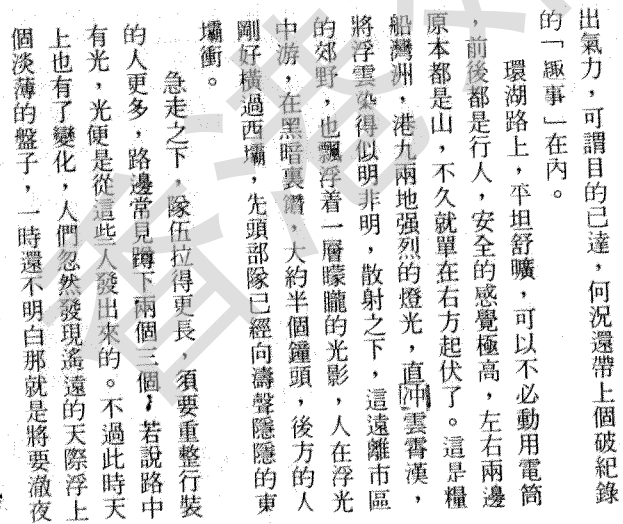 出氣力，可謂目的已達，何況還帶上個破紀錄
的「趣事」在內。
環湖路上，平坦舒曠，可以不必動用電筒
，前後都是行人，安全的感覺極高，左右兩邊
原本都是山，不久就單在右方起伏了。這是糧
船灣洲，港九兩地强烈的燈光，直沖雲霄漢，
將浮雲染得似明非明，散射之下，這遠離市區
的郊野，也飄浮着一層矇朧的光影，人在浮光
中游，在黑暗裏鑽，大約半個鐘頭，後方的人
剛好橫過西壩，先頭部隊已經向濤聲隱隱的東
壩衝。
急走之下，隊伍拉得更長，須要重整行裝
的人更多，路邊常見蹲下兩個三個，若說路中
有光，光便是從這些人發出來的。不過此時天
上也有了變化，人們忽然發現遙遠的天際浮上
個淡薄的盤子，一時還不明白那就是將要澈夜